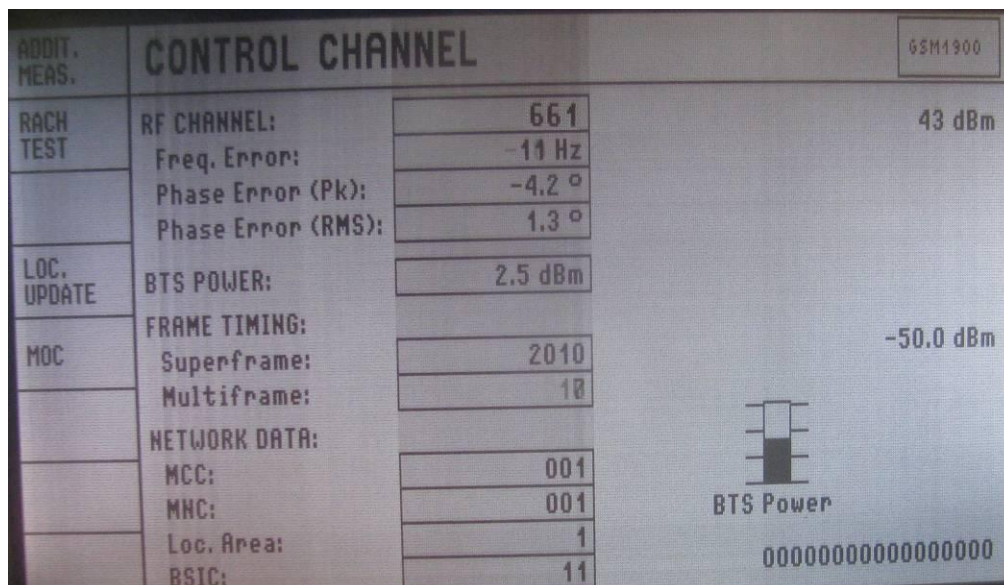 ADDIT.
MEAS.
CONTROL CHANNEL
GSM1900
RACH
TEST
RF CHANNEL: 661 43 dBm
Freq. Error: -11 Hz
Phase Error (Pk): -4.2 °
Phase Error (RMS): 1.3 °
LOC.
UPDATE
BTS POWER: 2.5 dBm
FRAME TIMING:
-50.0 dBm
MOC
Superframe: 2010
Multiframe: 10
NETWORK DATA:
MCC: 001
MNC: 001
BTS Power
Loc. Area: 1
0000000000000000
BSIC: 11